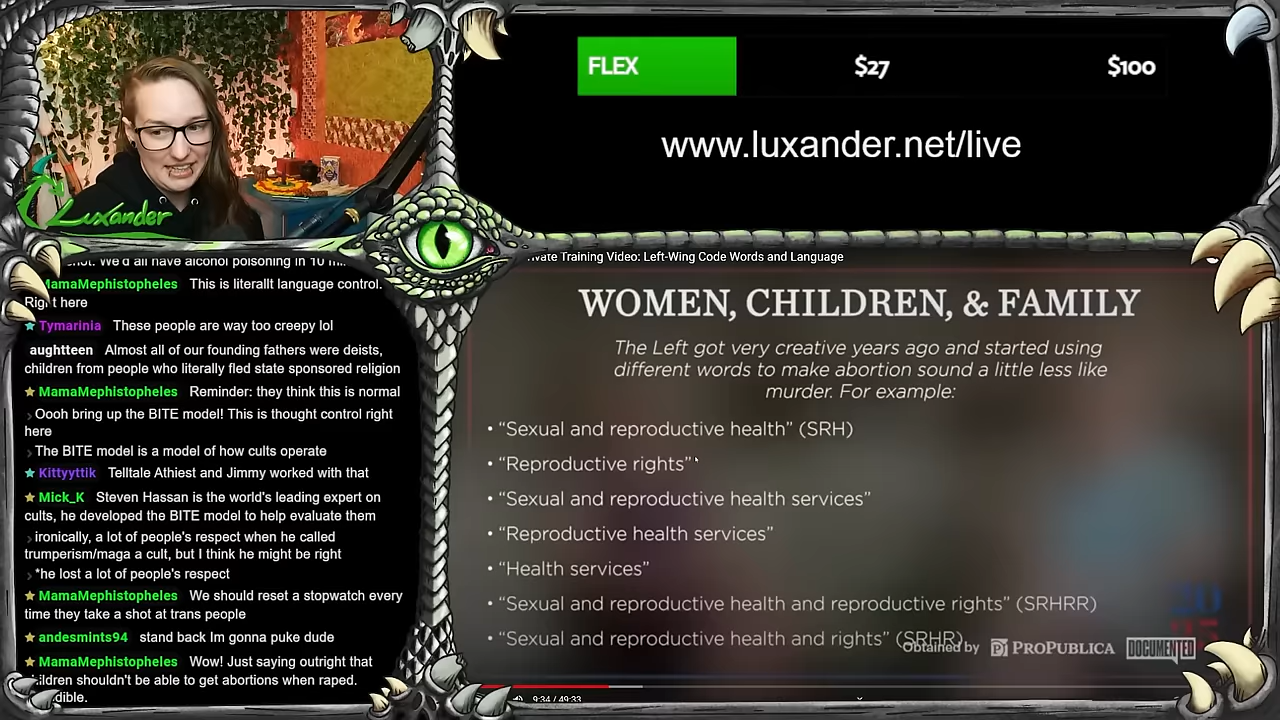 FLEX $27 $100
www.luxander.net/live
Luxander
We'd all have alcohol poisoning in 10
MamaMephistopheles This is literallt language control.
Right here
Tymarinia These people are way too creepy lol
aughtteen Almost all of our founding fathers were deists,
children from people who literally fled state sponsored religion
MamaMephistopheles Reminder: they think this is normal
Oooh bring up the BITE model! This is thought control right
here
The BITE model is a model of how cults operate
Kittyyttik Telltale Athiest and Jimmy worked with that
Mick_K Steven Hassan is the world's leading expert on
cults, he developed the BITE model to help evaluate them
ironically, a lot of people's respect when he called
trumperism/maga a cult, but I think he might be right
*he lost a lot of people's respect
MamaMephistopheles We should reset a stopwatch every
time they take a shot at trans people
andesmints94 stand back Im gonna puke dude
MamaMephistopheles Wow! Just saying outright that
children shouldn't be able to get abortions when raped.
Training Video: Left-Wing Code Words and Language
WOMEN, CHILDREN, & FAMILY
The Left got very creative years ago and started using
different words to make abortion sound a little less like
murder. For example:
• “Sexual and reproductive health” (SRH)
• “Reproductive rights”
• “Sexual and reproductive health services”
• “Reproductive health services”
• “Health services”
• “Sexual and reproductive health and reproductive rights” (SRHRR)
• “Sexual and reproductive health and rights” (SRHR)
Obtained by PROPUBLICA DOCUMENTED
9:34 / 49:33